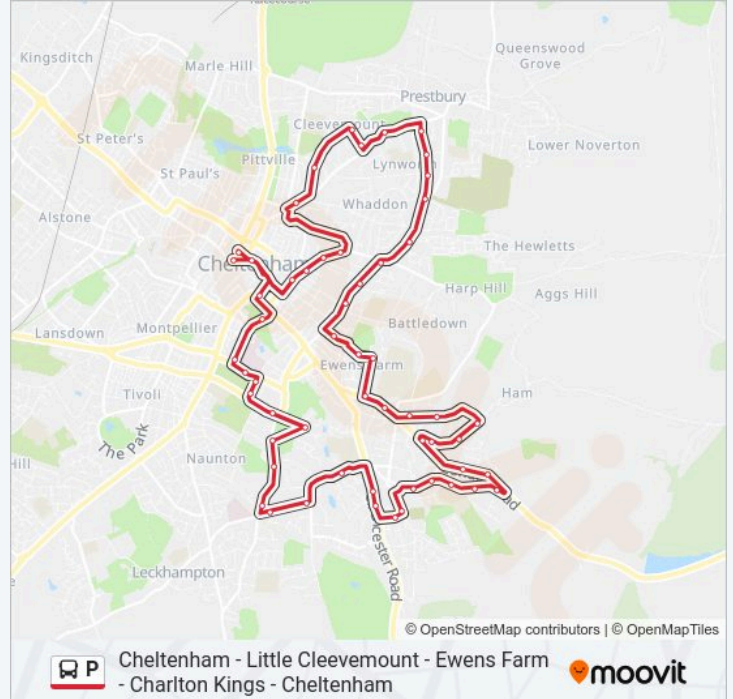 Kingsditch
Marle Hill
Queenswood
Grove
Prestbury
St Peter's
Cleevemount
Lower Noverton
Pittville
Lynworth
St Paul's
Whaddon
Alstone
The Hewletts
Cheltenham
Harp Hill
Aggs Hill
Lansdown
Montpellier
Battledown
Ewens Farm
Tivoli
Ham
The Park
Naunton
Leckhampton
© OpenStreetMap contributors | © OpenMapTiles
P
Cheltenham - Little Cleevemount - Ewens Farm
- Charlton Kings - Cheltenham
moovit